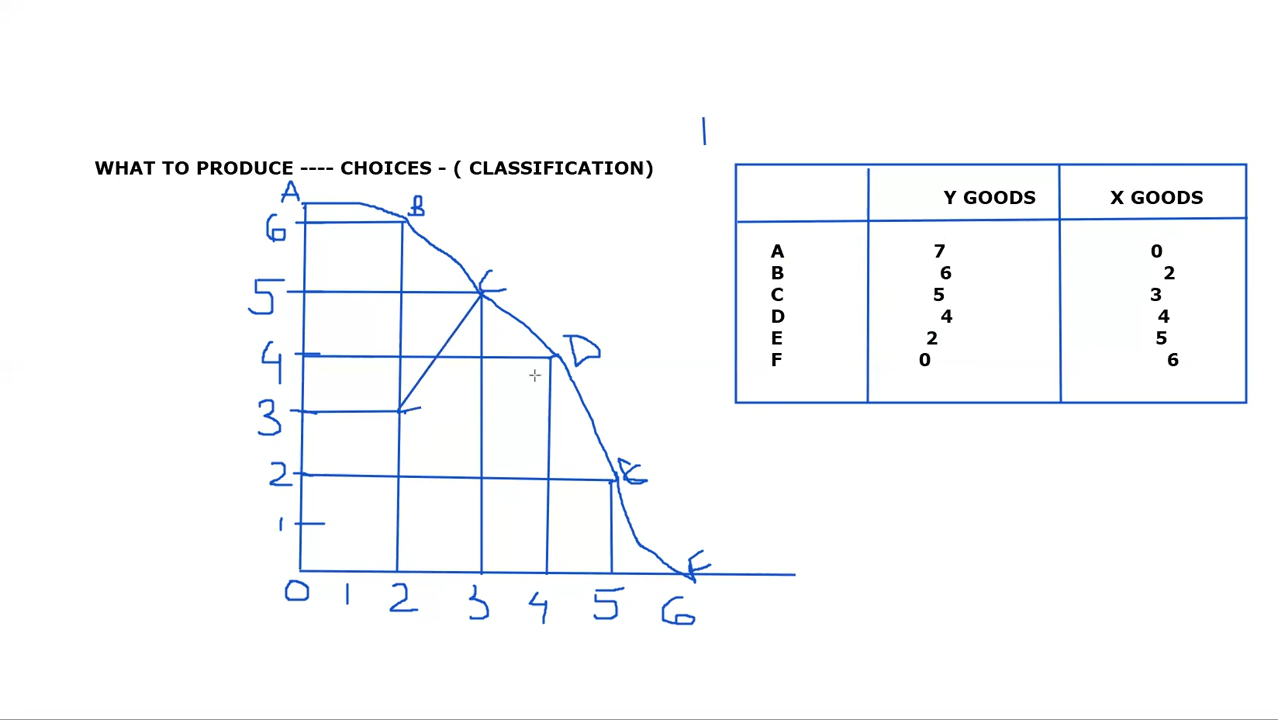 WHAT TO PRODUCE ---- CHOICES - ( CLASSIFICATION)
A
B
6
C
5
D
4
3
E
2
1
F
0 1 2 3 4 5 6
Y GOODS X GOODS
A 7 0
B 6 2
C 5 3
D 4 4
E 2 5
F 0 6